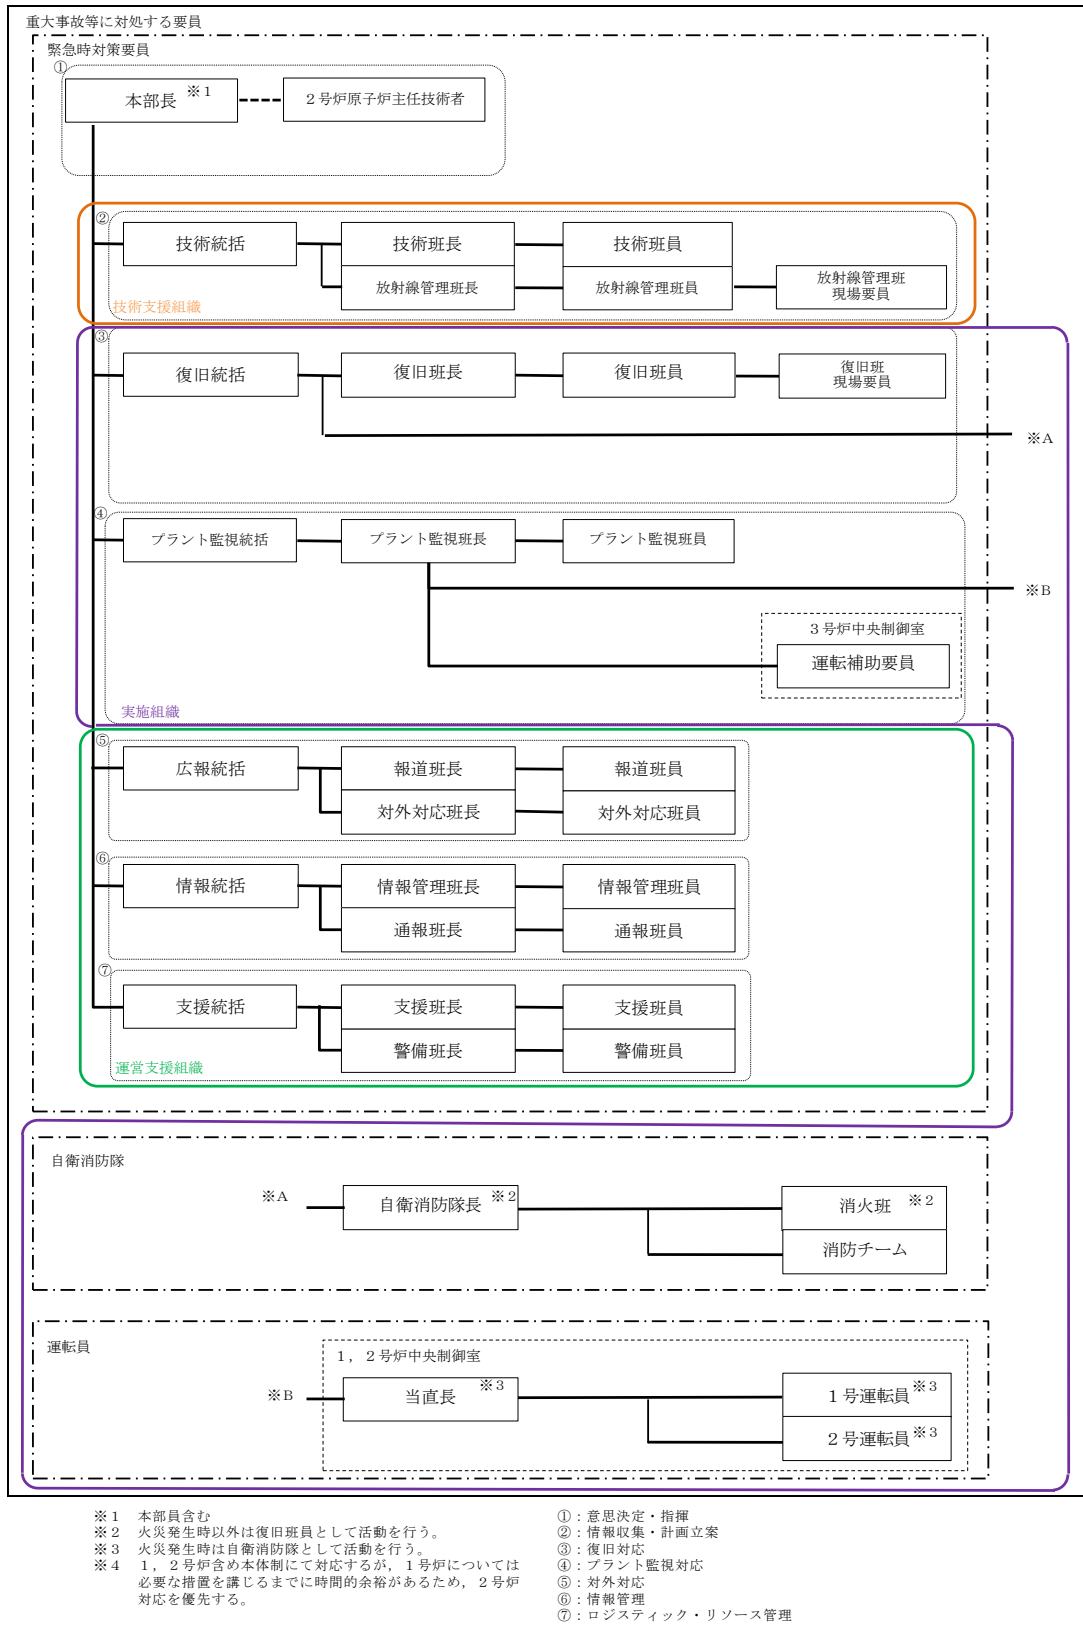 重大事故等に対処する要員
緊急時対策要員
①
本部長 ※1
2号炉原子炉主任技術者
②
技術統括
技術班長
技術班員
放射線管理班長
放射線管理班員
放射線管理班
現場要員
技術支援組織
③
復旧統括
復旧班長
復旧班員
復旧班
現場要員
※A
④
プラント監視統括
プラント監視班長
プラント監視班員
※B
3号炉中央制御室
運転補助要員
実施組織
⑤
広報統括
報道班長
報道班員
対外対応班長
対外対応班員
⑥
情報統括
情報管理班長
情報管理班員
通報班長
通報班員
⑦
支援統括
支援班長
支援班員
警備班長
警備班員
運営支援組織
自衛消防隊
※A
自衛消防隊長 ※2
消火班 ※2
消防チーム
運転員
1,2号炉中央制御室
※B
当直長 ※3
1号運転員※3
2号運転員※3
※1 本部員含む
※2 火災発生時以外は復旧班員として活動を行う。
※3 火災発生時は自衛消防隊として活動を行う。
※4 1,2号炉含め本体制にて対応するが,1号炉については
必要な措置を講じるまでに時間的余裕があるため,2号炉
対応を優先する。
①:意思決定・指揮
②:情報収集・計画立案
③:復旧対応
④:プラント監視対応
⑤:対外対応
⑥:情報管理
⑦:ロジスティック・リソース管理